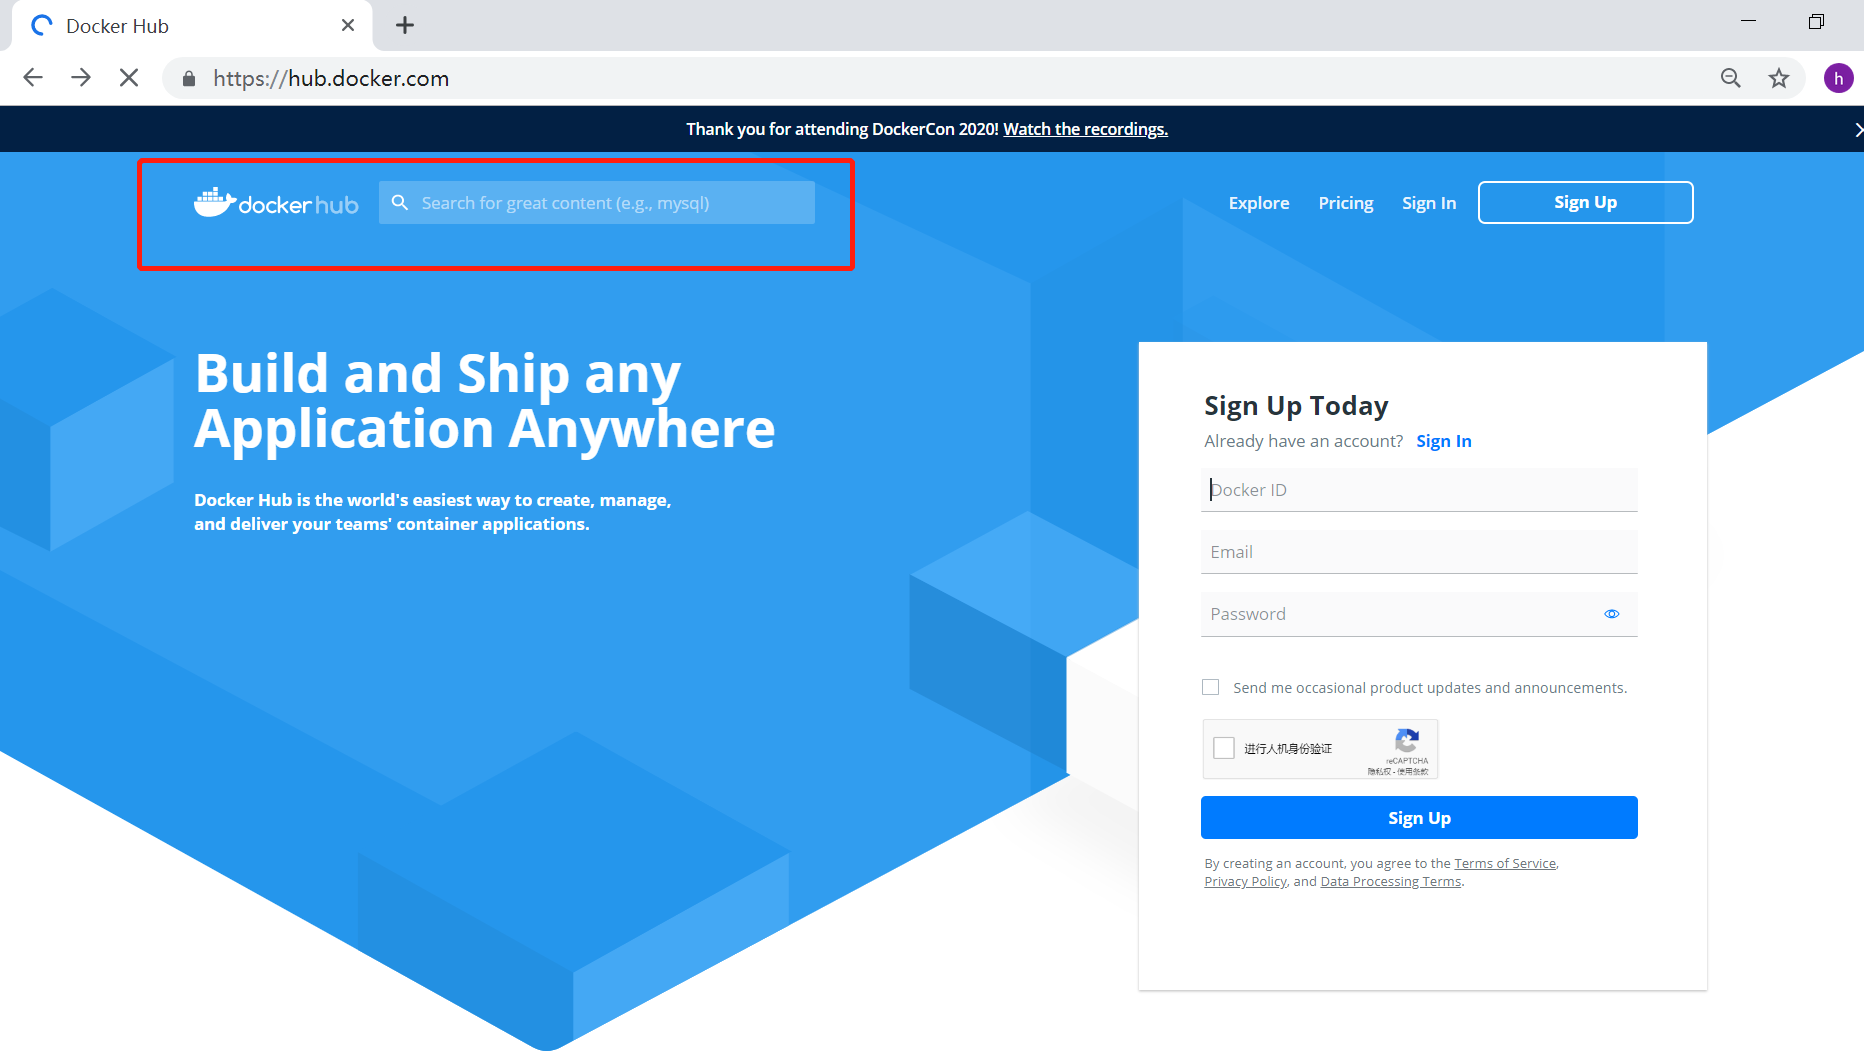 Docker Hub
https://hub.docker.com
h
Thank you for attending DockerCon 2020! Watch the recordings.
docker hub
Search for great content (e.g., mysql)
Explore
Pricing
Sign In
Sign Up
Build and Ship any
Application Anywhere
Docker Hub is the world's easiest way to create, manage,
and deliver your teams' container applications.
Sign Up Today
Already have an account? Sign In
Docker ID
Email
Password
Send me occasional product updates and announcements.
进行人机身份验证
reCAPTCHA
隐私权 - 使用条款
Sign Up
By creating an account, you agree to the Terms of Service,
Privacy Policy, and Data Processing Terms.